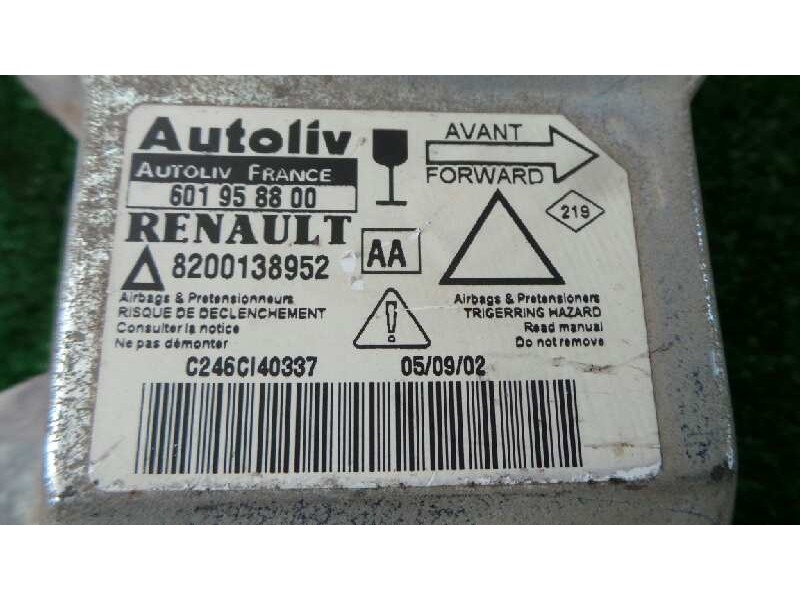 Autoliv
AUTOLIV FRANCE
601 95 88 00
RENAULT
8200138952
AA
AVANT
FORWARD
219
Airbags & Pretensionneurs
RISQUE DE DECLENCHEMENT
Consulter la notice
Ne pas démonter
!
Airbags & Pretensioners
TRIGERRING HAZARD
Read manual
Do not remove
C246CI40337
05/09/02